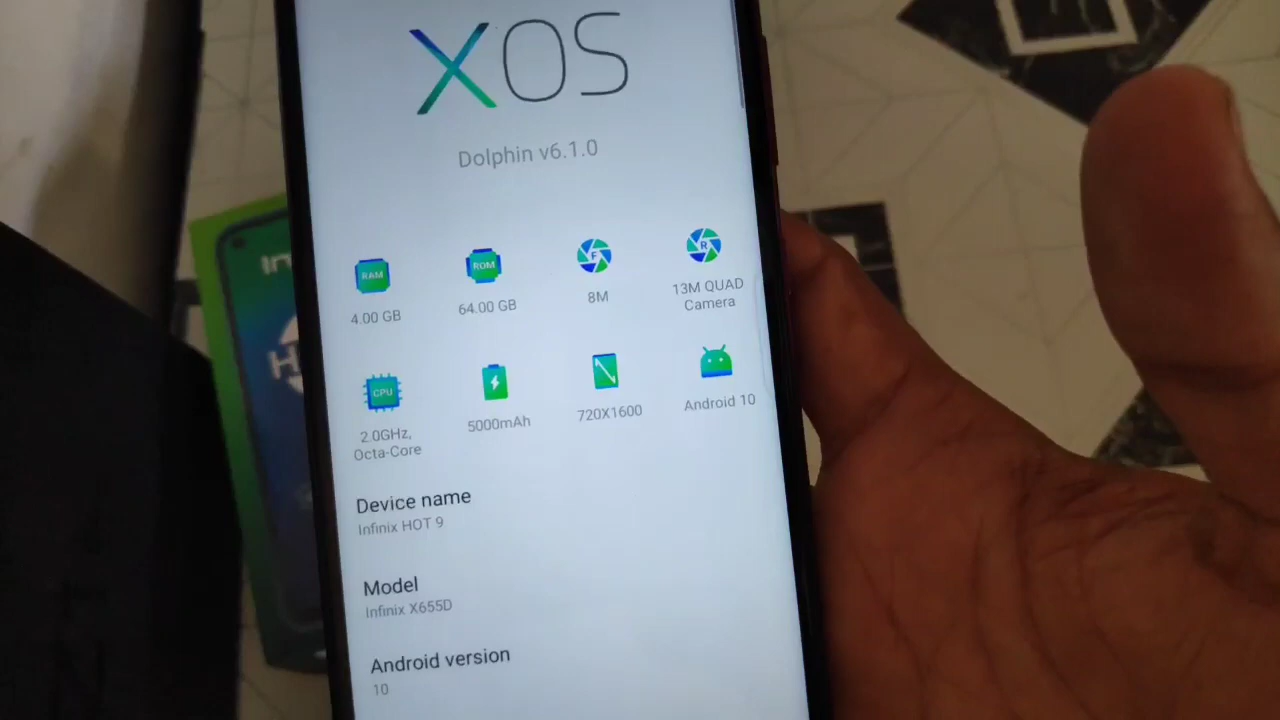 XOS
Dolphin v6.1.0
RAM
ROM
F
R
4.00 GB
64.00 GB
8M
13M QUAD
Camera
CPU
2.0GHz,
Octa-Core
5000mAh
720X1600
Android 10
Device name
Infinix HOT 9
Model
Infinix X655D
Android version
10